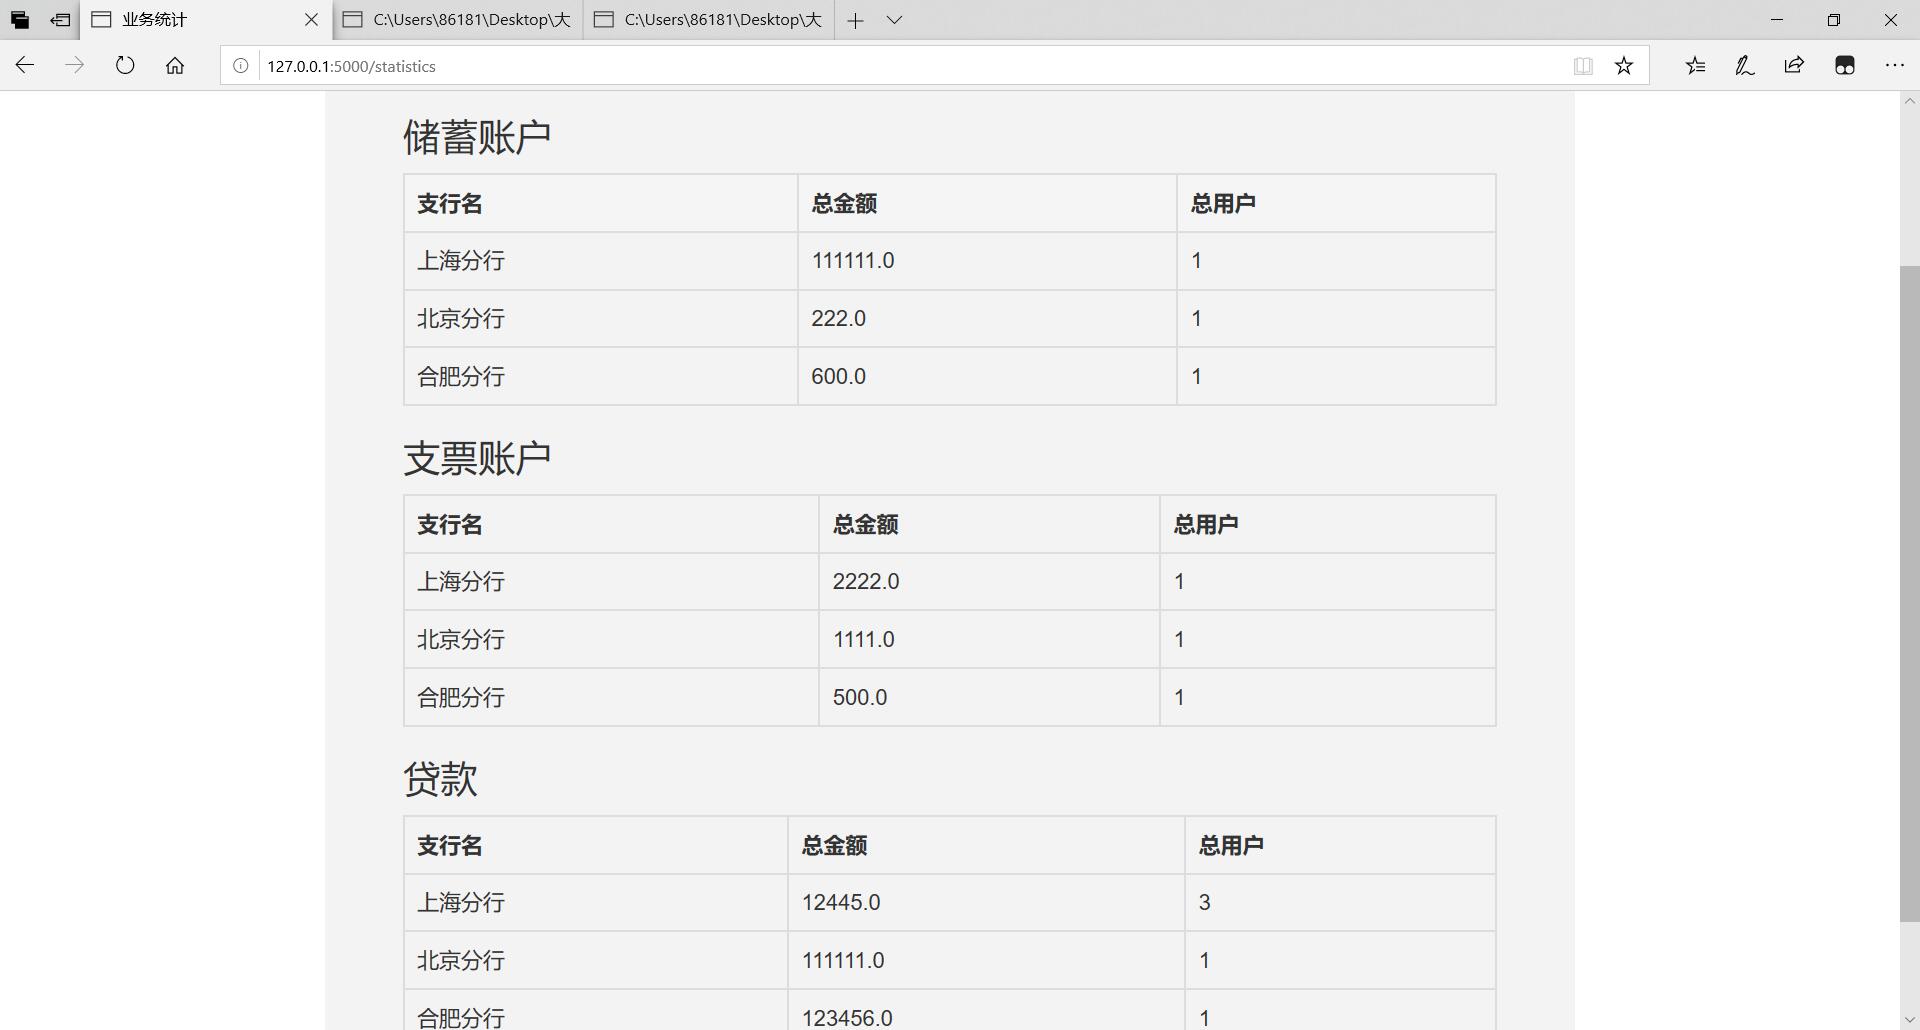 业务统计
C:\Users\86181\Desktop\大
C:\Users\86181\Desktop\大
127.0.0.1:5000/statistics
储蓄账户
支行名 总金额 总用户
上海分行 111111.0 1
北京分行 222.0 1
合肥分行 600.0 1
支票账户
支行名 总金额 总用户
上海分行 2222.0 1
北京分行 1111.0 1
合肥分行 500.0 1
贷款
支行名 总金额 总用户
上海分行 12445.0 3
北京分行 111111.0 1
合肥分行 123456.0 1